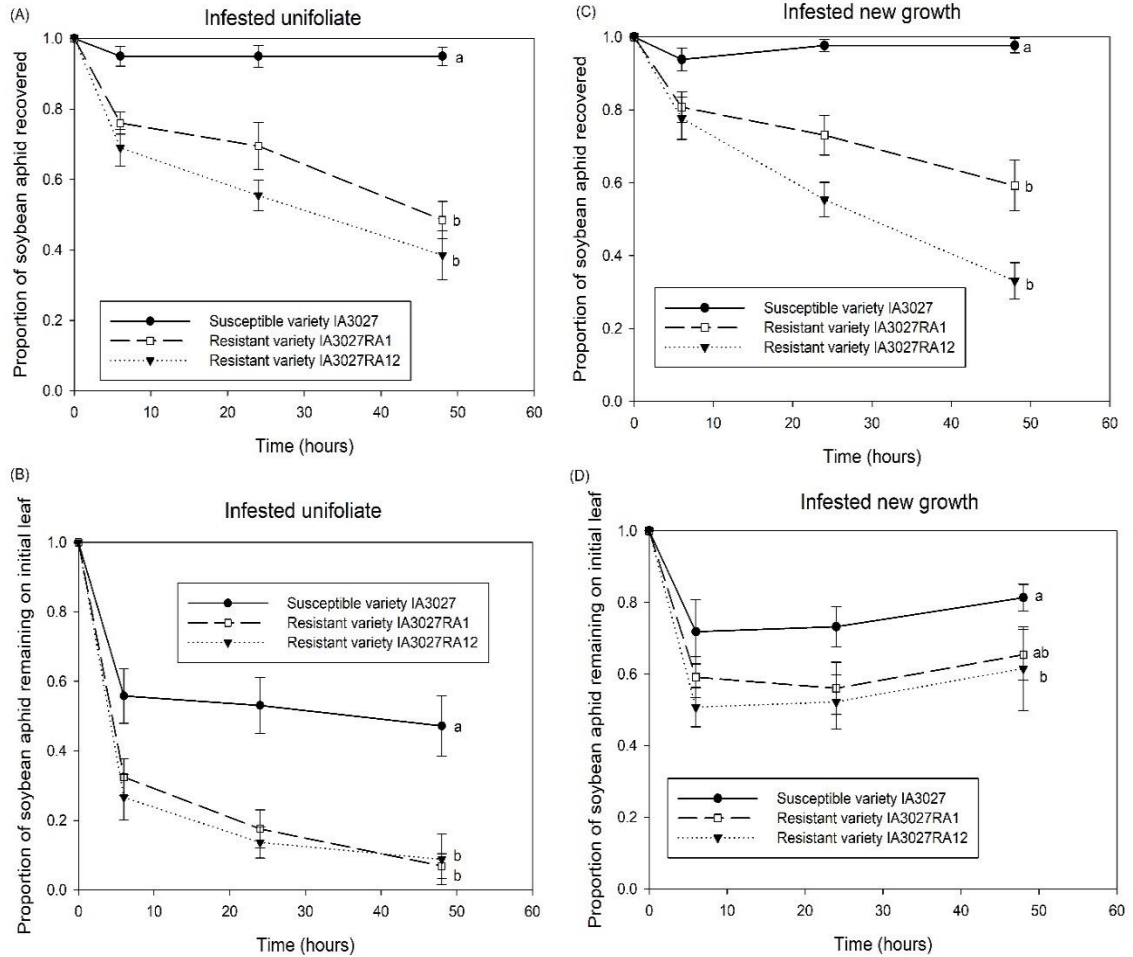 (A)
Infested unifoliate
Proportion of soybean aphid recovered
1.0
0.8
0.6
0.4
0.2
0.0
a
b
b
Susceptible variety IA3027
Resistant variety IA3027RA1
Resistant variety IA3027RA12
0 10 20 30 40 50 60
Time (hours)
(C)
Infested new growth
Proportion of soybean aphid recovered
1.0
0.8
0.6
0.4
0.2
0.0
a
b
b
Susceptible variety IA3027
Resistant variety IA3027RA1
Resistant variety IA3027RA12
0 10 20 30 40 50 60
Time (hours)
(B)
Infested unifoliate
Proportion of soybean aphid remaining on initial leaf
1.0
0.8
0.6
0.4
0.2
0.0
Susceptible variety IA3027
Resistant variety IA3027RA1
Resistant variety IA3027RA12
a
b
b
0 10 20 30 40 50 60
Time (hours)
(D)
Infested new growth
Proportion of soybean aphid remaining on initial leaf
1.0
0.8
0.6
0.4
0.2
0.0
a
ab
b
Susceptible variety IA3027
Resistant variety IA3027RA1
Resistant variety IA3027RA12
0 10 20 30 40 50 60
Time (hours)